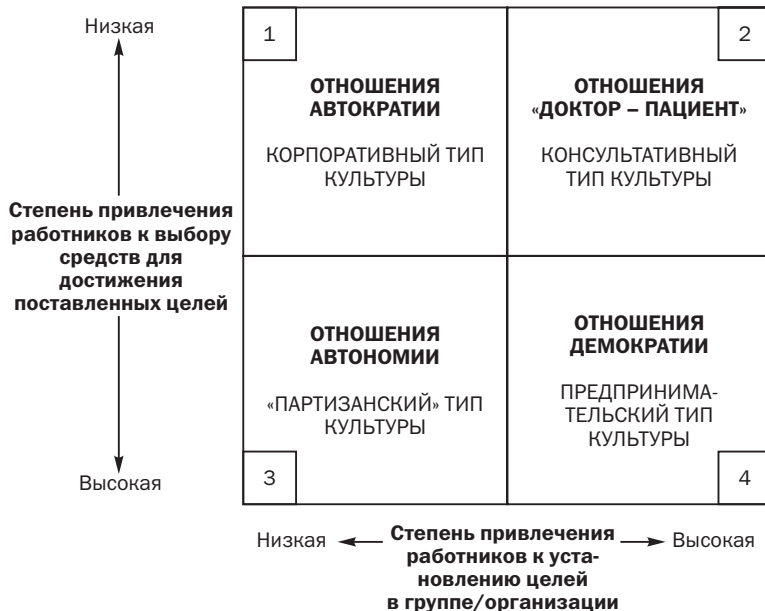 Низкая
1
2
ОТНОШЕНИЯ
АВТОКРАТИИ
КОРПОРАТИВНЫЙ ТИП
КУЛЬТУРЫ
ОТНОШЕНИЯ
«ДОКТОР – ПАЦИЕНТ»
КОНСУЛЬТАТИВНЫЙ
ТИП КУЛЬТУРЫ
Степень привлечения
работников к выбору
средств для
достижения
поставленных целей
ОТНОШЕНИЯ
АВТОНОМИИ
«ПАРТИЗАНСКИЙ» ТИП
КУЛЬТУРЫ
ОТНОШЕНИЯ
ДЕМОКРАТИИ
ПРЕДПРИНИМА-
ТЕЛЬСКИЙ ТИП
КУЛЬТУРЫ
Высокая
3
4
Низкая
Степень привлечения
работников к уста-
новлению целей
в группе/организации
Высокая